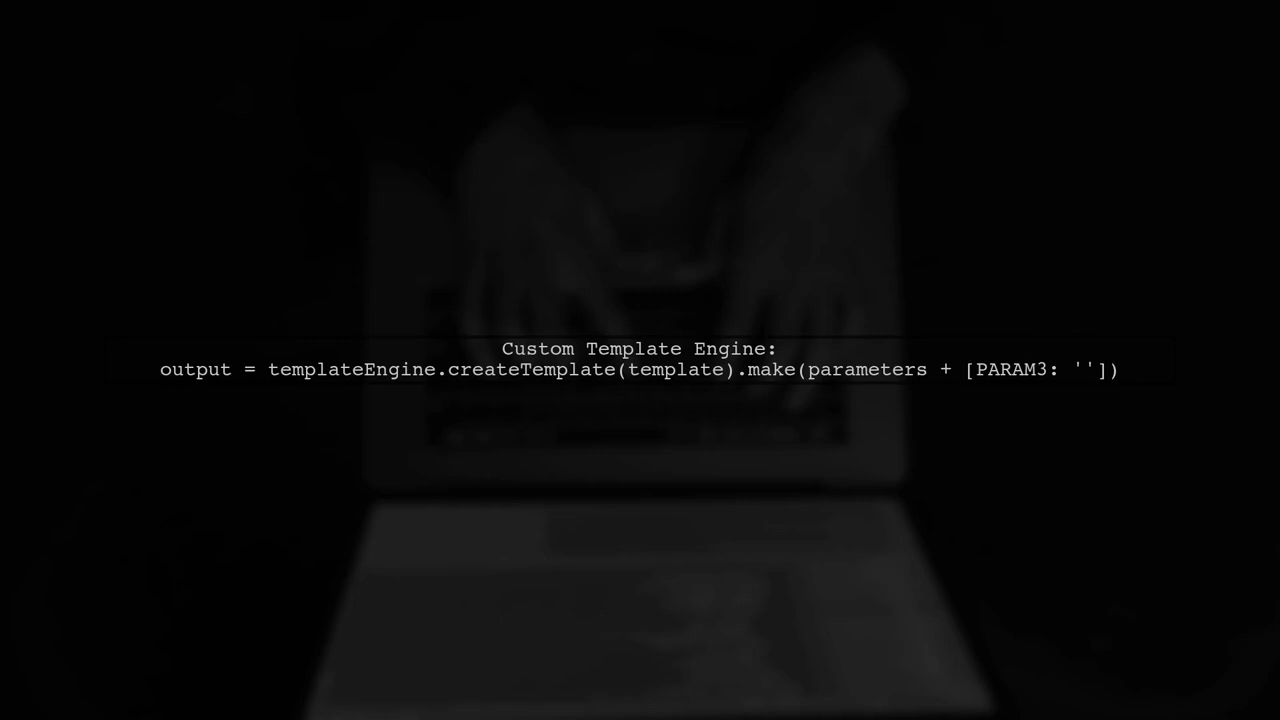 Custom Template Engine:
output = templateEngine.createTemplate(template).make(parameters + [PARAM3: ''])